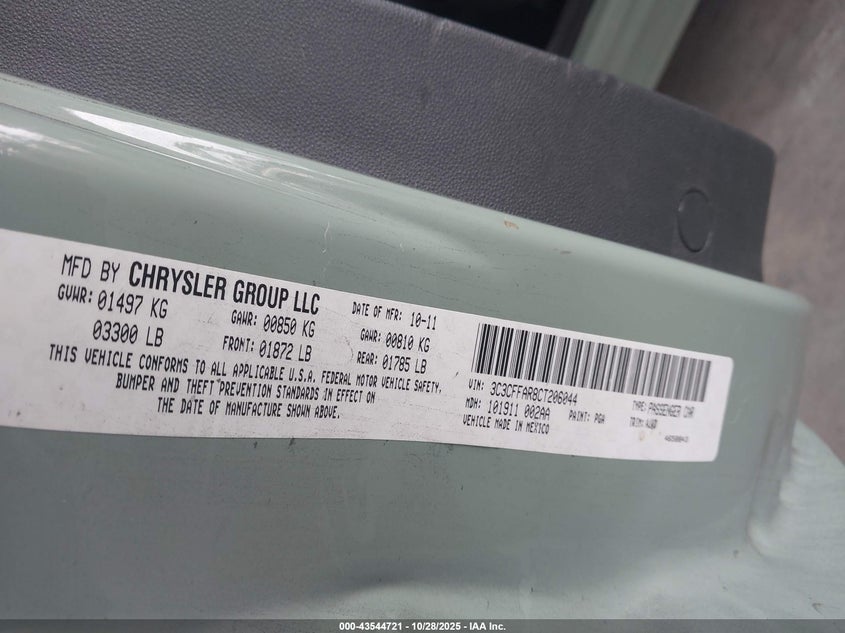 MFD BY CHRYSLER GROUP LLC
DATE OF MFR: 10-11
GVWR: 01497 KG
GAWR: 00850 KG
GAWR: 00810 KG
03300 LB
FRONT: 01872 LB
REAR: 01785 LB
THIS VEHICLE CONFORMS TO ALL APPLICABLE U.S.A. FEDERAL MOTOR VEHICLE SAFETY,
BUMPER AND THEFT PREVENTION STANDARDS IN EFFECT ON
THE DATE OF MANUFACTURE SHOWN ABOVE.
VIN: 3C3CFFAR8CT206044
TYPE: PASSENGER CAR
MDH: 101911 002AA
PAINT: PGA
TRIM:
VEHICLE MADE IN MEXICO
000-43544721 | 10/28/2025 - IAA Inc.